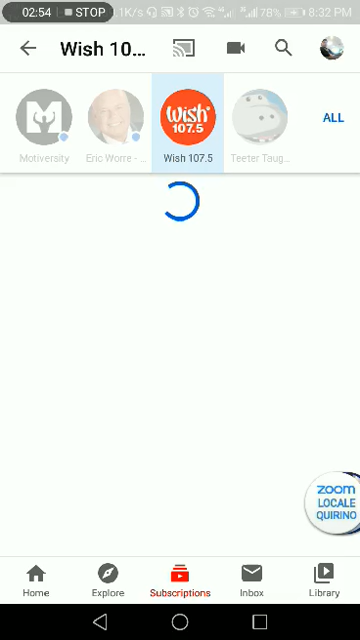 02:54 STOP .1K/s 78% 8:32 PM
Wish 10...
wish 107.5
Motiversity Eric Worre - ... Wish 107.5 Teeter Taug... ALL
zoom
LOCALE
QUIRINO
Home Explore Subscriptions Inbox Library